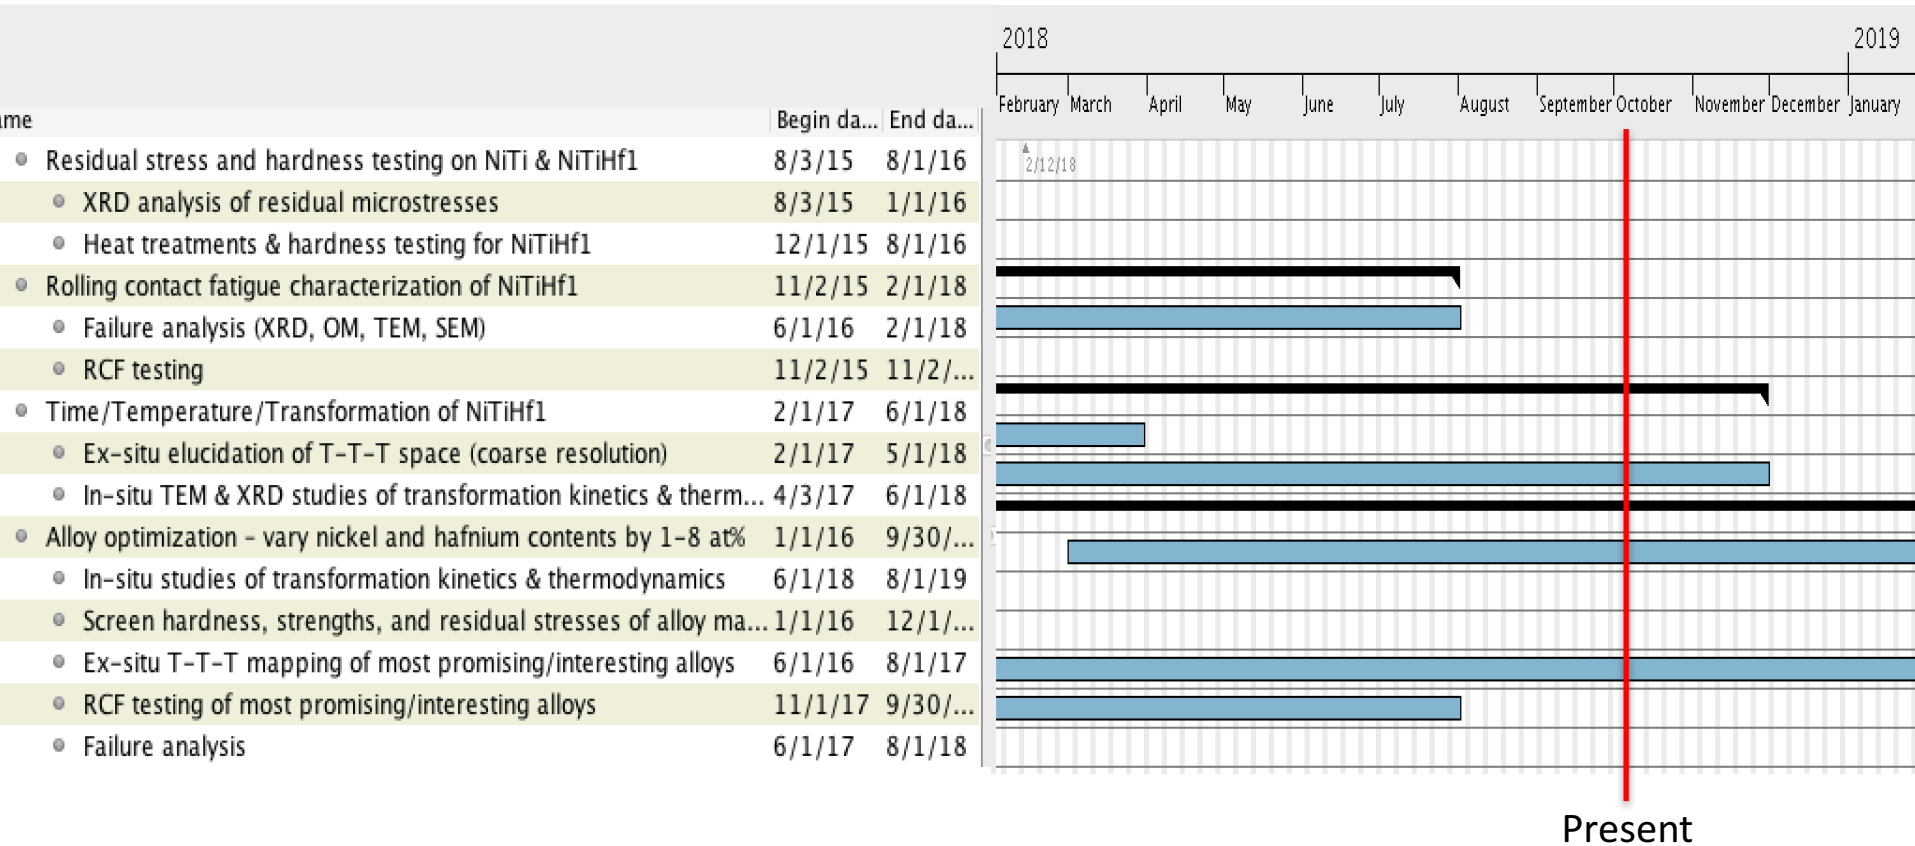 2018 2019
February March April May June July August September October November December January
ame Begin da... End da...
2/12/18
Residual stress and hardness testing on NiTi & NiTiHf1 8/3/15 8/1/16
XRD analysis of residual microstresses 8/3/15 1/1/16
Heat treatments & hardness testing for NiTiHf1 12/1/15 8/1/16
Rolling contact fatigue characterization of NiTiHf1 11/2/15 2/1/18
Failure analysis (XRD, OM, TEM, SEM) 6/1/16 2/1/18
RCF testing 11/2/15 11/2/...
Time/Temperature/Transformation of NiTiHf1 2/1/17 6/1/18
Ex-situ elucidation of T-T-T space (coarse resolution) 2/1/17 5/1/18
In-situ TEM & XRD studies of transformation kinetics & therm... 4/3/17 6/1/18
Alloy optimization - vary nickel and hafnium contents by 1-8 at% 1/1/16 9/30/...
In-situ studies of transformation kinetics & thermodynamics 6/1/18 8/1/19
Screen hardness, strengths, and residual stresses of alloy ma... 1/1/16 12/1/...
Ex-situ T-T-T mapping of most promising/interesting alloys 6/1/16 8/1/17
RCF testing of most promising/interesting alloys 11/1/17 9/30/...
Failure analysis 6/1/17 8/1/18
Present